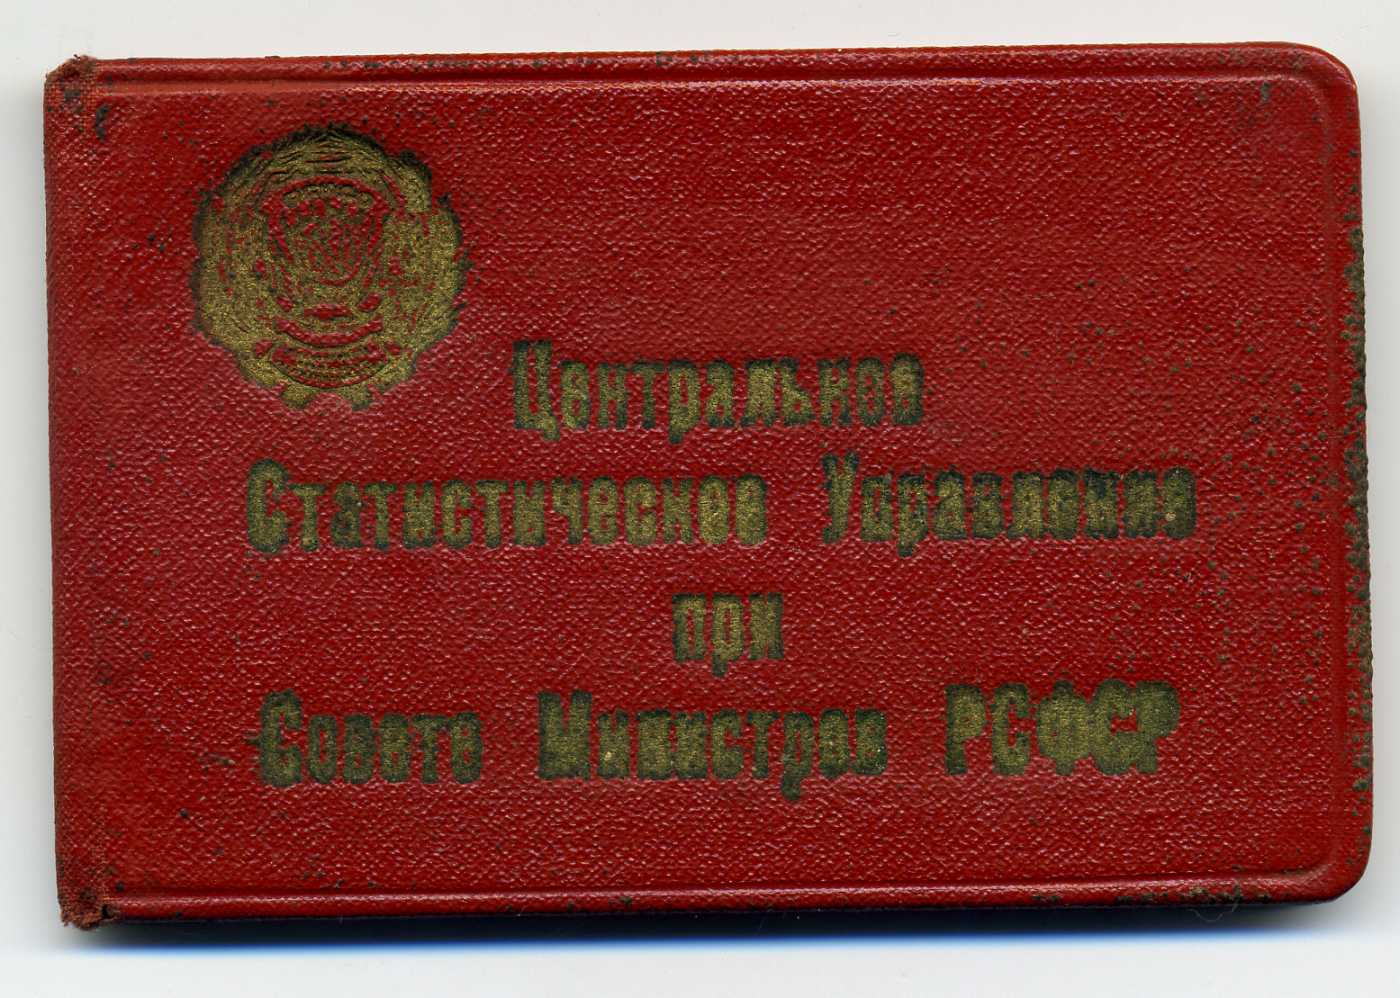 Центральное
Статистическое Управление
при
Совете Министров РСФСР